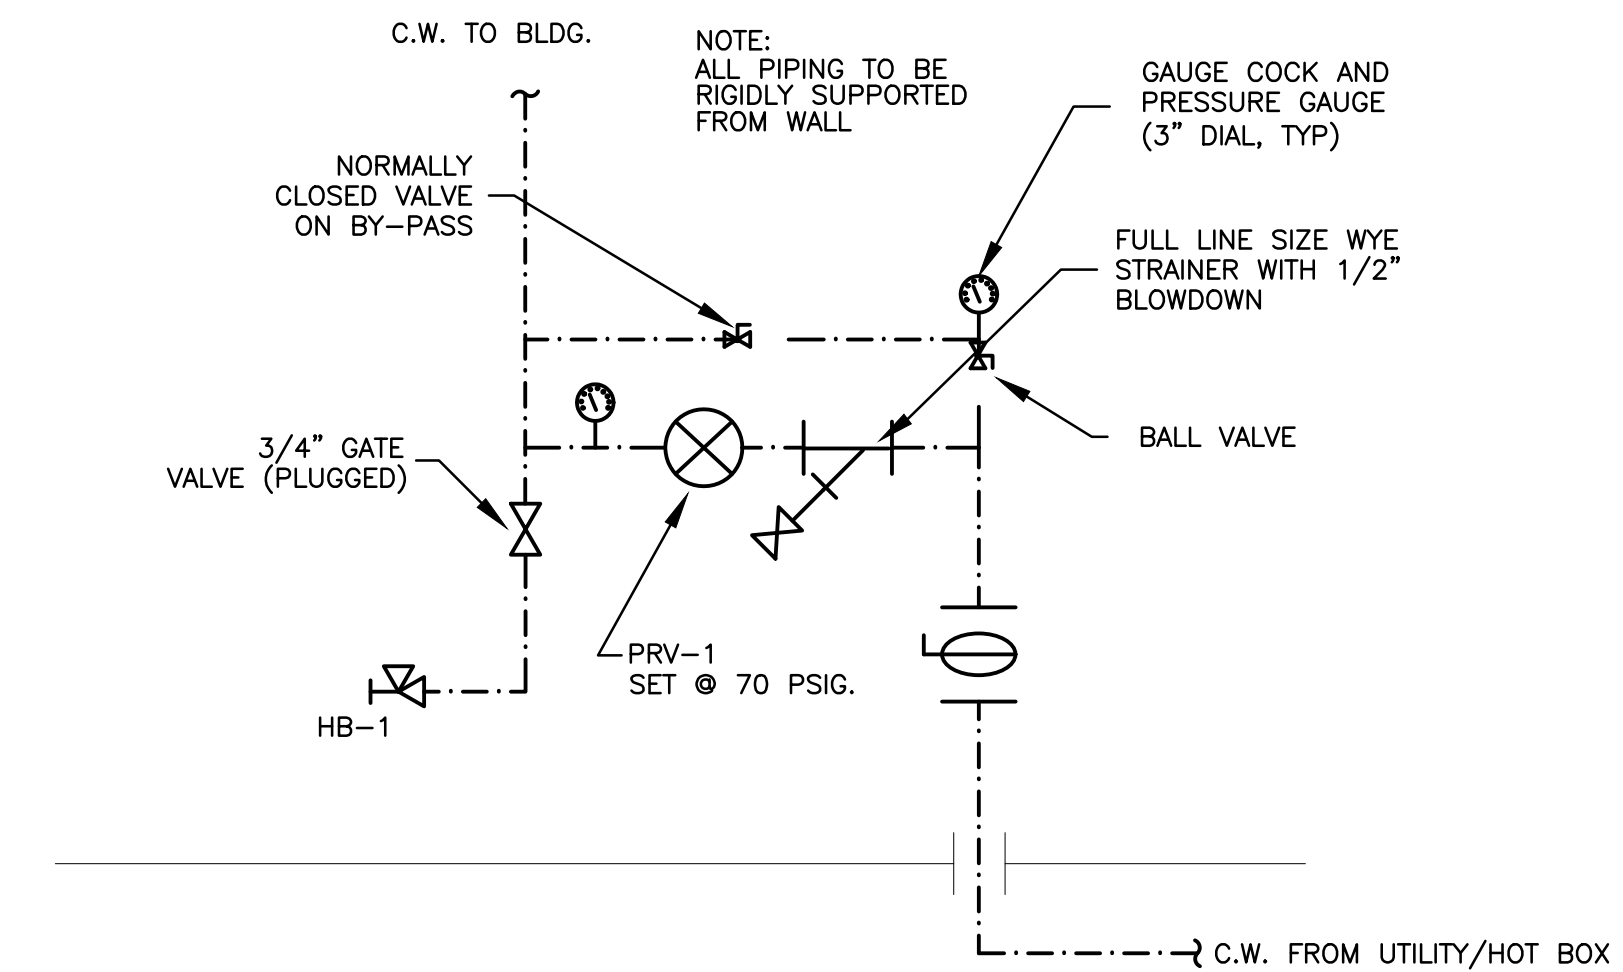 C.W. TO BLDG.
NOTE:
ALL PIPING TO BE
RIGIDLY SUPPORTED
FROM WALL
GAUGE COCK AND
PRESSURE GAUGE
(3" DIAL, TYP)
NORMALLY
CLOSED VALVE
ON BY-PASS
FULL LINE SIZE WYE
STRAINER WITH 1/2"
BLOWDOWN
3/4" GATE
VALVE (PLUGGED)
BALL VALVE
PRV-1
SET @ 70 PSIG.
HB-1
C.W. FROM UTILITY/HOT BOX